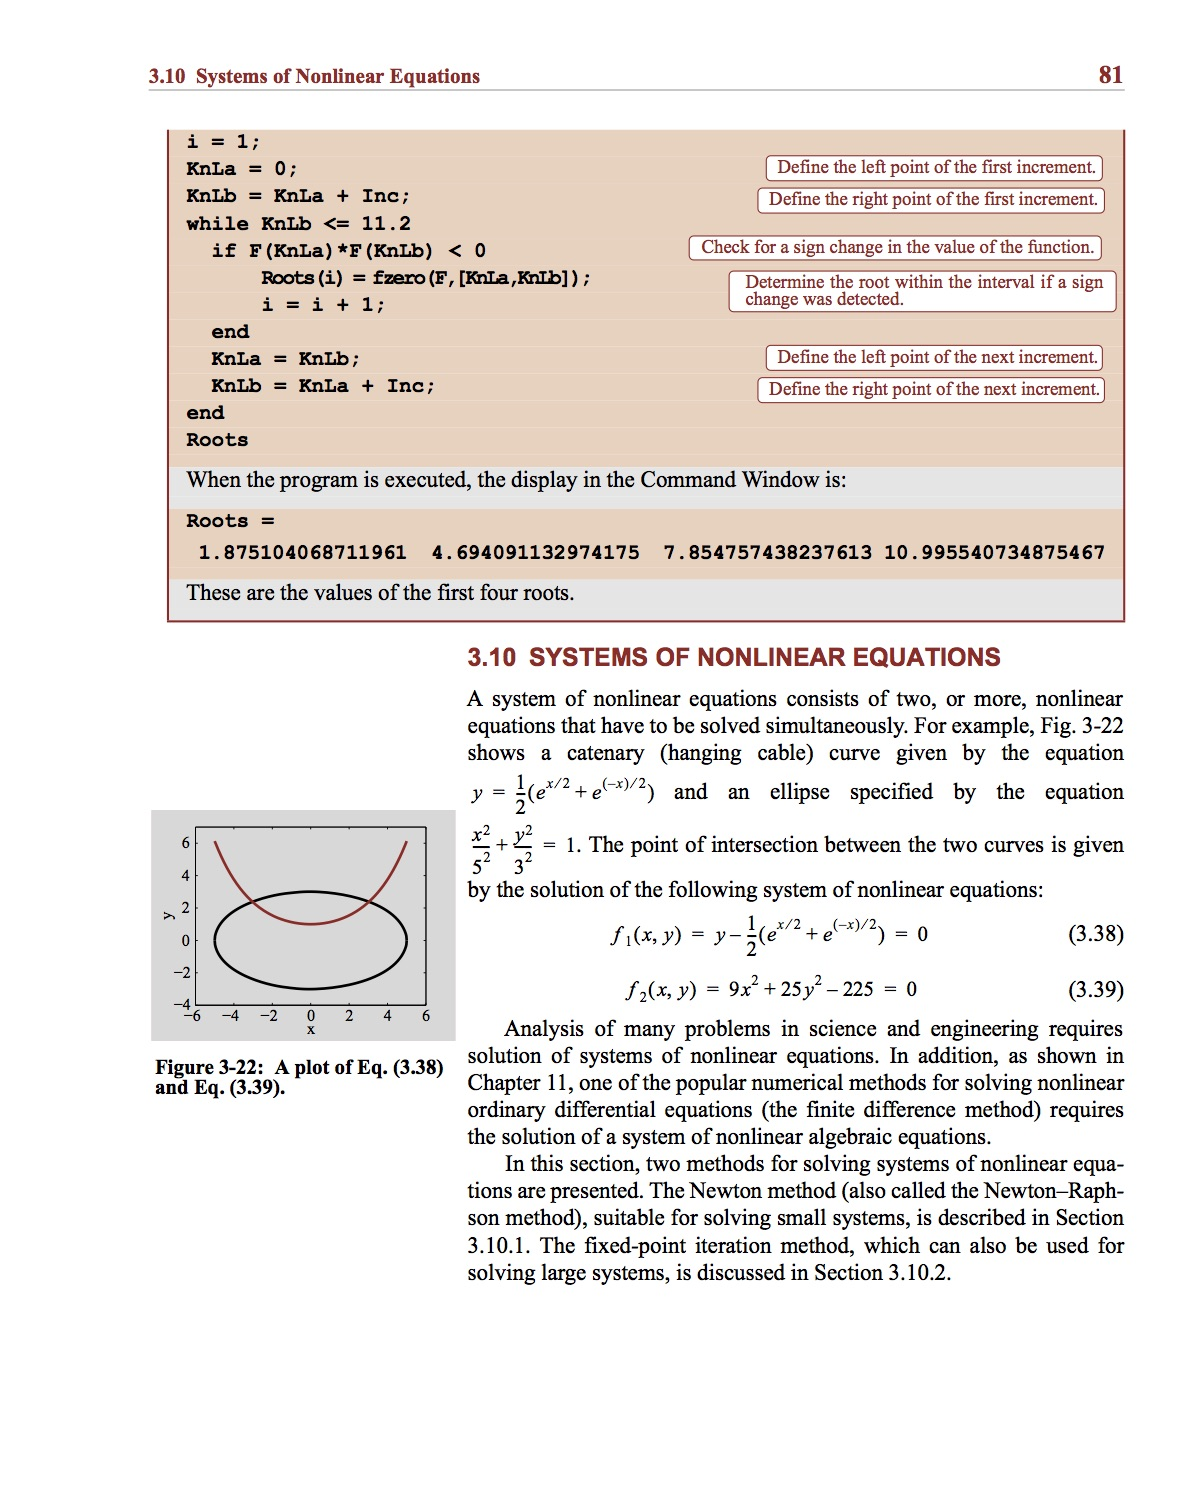 3.10 Systems of Nonlinear Equations 81
i = 1;
KnLa = 0; Define the left point of the first increment.
KnLb = KnLa + Inc; Define the right point of the first increment.
while KnLb <= 11.2
if F(KnLa)*F(KnLb) < 0 Check for a sign change in the value of the function.
Roots(i) = fzero(F,[KnLa,KnLb]); Determine the root within the interval if a sign
change was detected.
i = i + 1;
end
KnLa = KnLb; Define the left point of the next increment.
KnLb = KnLa + Inc; Define the right point of the next increment.
end
Roots
When the program is executed, the display in the Command Window is:
Roots =
1.875104068711961 4.694091132974175 7.854757438237613 10.995540734875467
These are the values of the first four roots.
3.10 SYSTEMS OF NONLINEAR EQUATIONS
A system of nonlinear equations consists of two, or more, nonlinear
equations that have to be solved simultaneously. For example, Fig. 3-22
shows a catenary (hanging cable) curve given by the equation
y = 1/2(e^{x/2} + e^{(-x)/2}) and an ellipse specified by the equation
x^2/5^2 + y^2/3^2 = 1. The point of intersection between the two curves is given
by the solution of the following system of nonlinear equations:
f_1(x, y) = y - 1/2(e^{x/2} + e^{(-x)/2}) = 0 (3.38)
f_2(x, y) = 9x^2 + 25y^2 - 225 = 0 (3.39)
Analysis of many problems in science and engineering requires
solution of systems of nonlinear equations. In addition, as shown in
Chapter 11, one of the popular numerical methods for solving nonlinear
ordinary differential equations (the finite difference method) requires
the solution of a system of nonlinear algebraic equations.
In this section, two methods for solving systems of nonlinear equa-
tions are presented. The Newton method (also called the Newton–Raph-
son method), suitable for solving small systems, is described in Section
3.10.1. The fixed-point iteration method, which can also be used for
solving large systems, is discussed in Section 3.10.2.
6
4
2
y
0
−2
−4
−6 −4 −2 0 2 4 6
x
Figure 3-22: A plot of Eq. (3.38)
and Eq. (3.39).